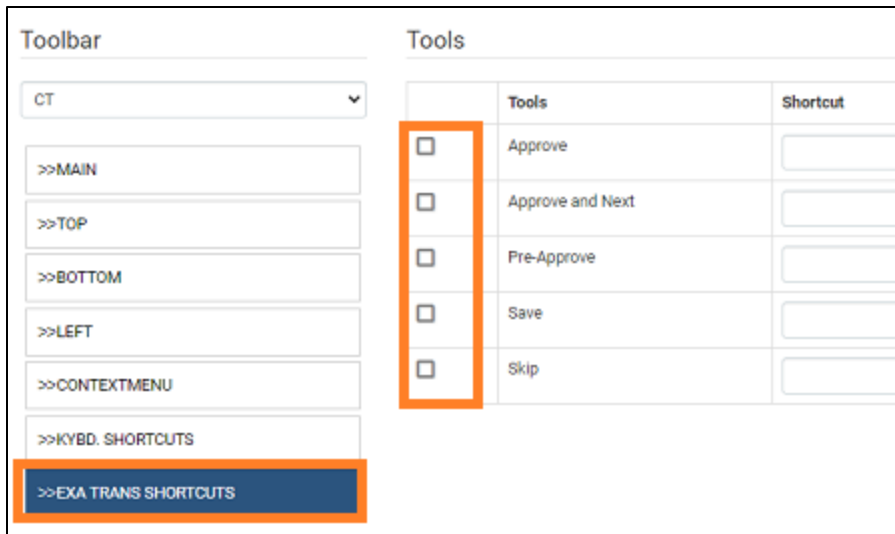 Toolbar
CT
>>MAIN
>>TOP
>>BOTTOM
>>LEFT
>>CONTEXTMENU
>>KYBD. SHORTCUTS
>>EXA TRANS SHORTCUTS
Tools
Tools Shortcut
Approve
Approve and Next
Pre-Approve
Save
Skip